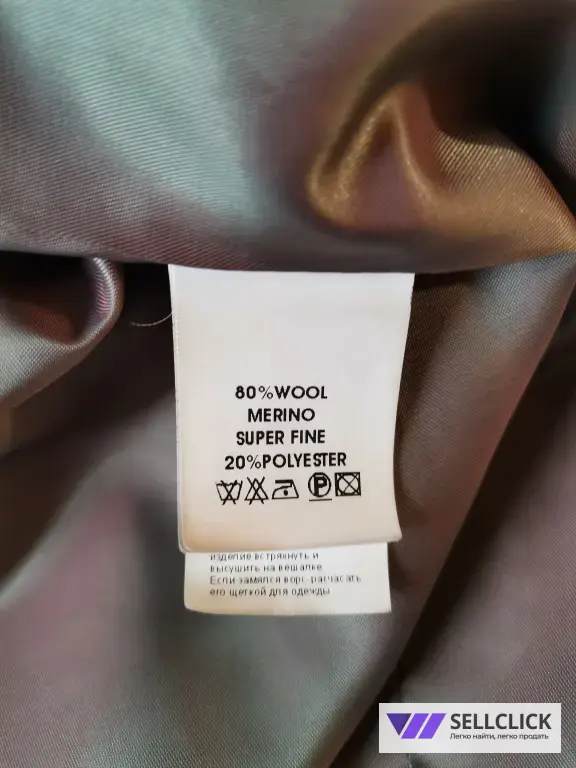 80%WOOL
MERINO
SUPER FINE
20%POLYESTER
P
изделие встряхнуть и
высушить на вешалке.
Если замялся ворс-расчесать
его щеткой для одежды
SELLCLICK
Легко найти, легко продать